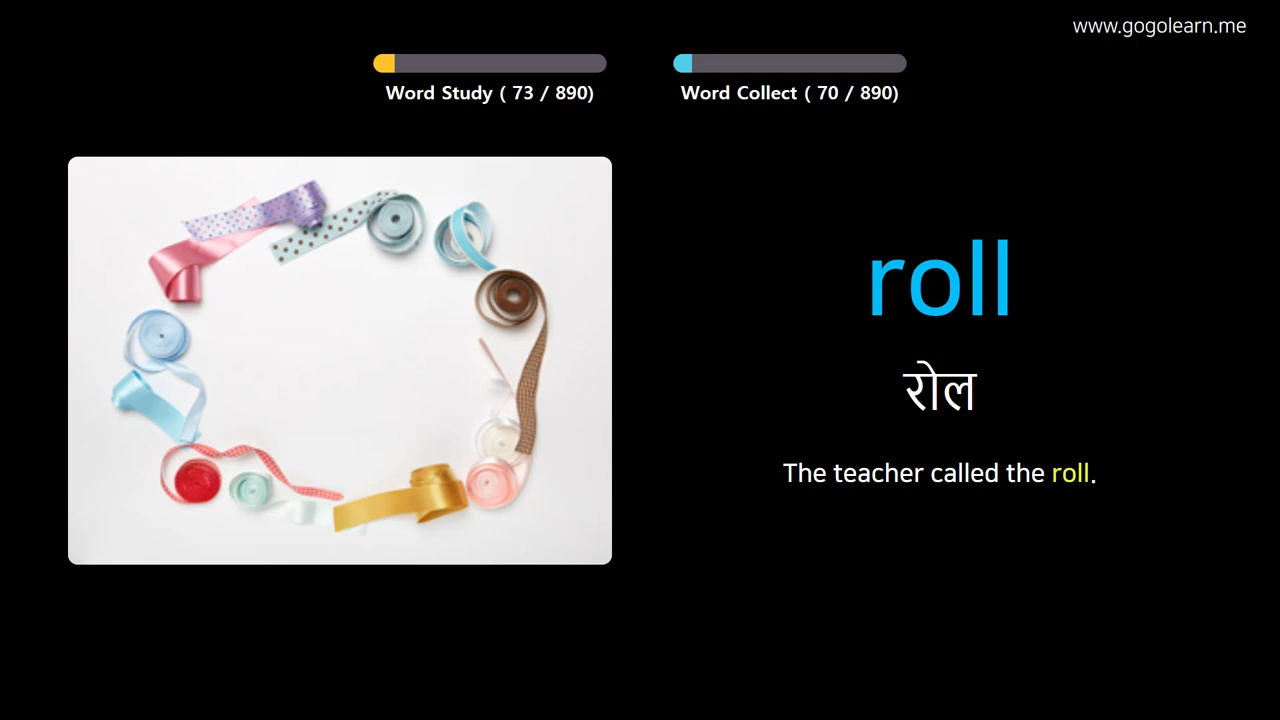 www.gogolearn.me
Word Study ( 73 / 890)
Word Collect ( 70 / 890)
roll
रोल
The teacher called the roll.